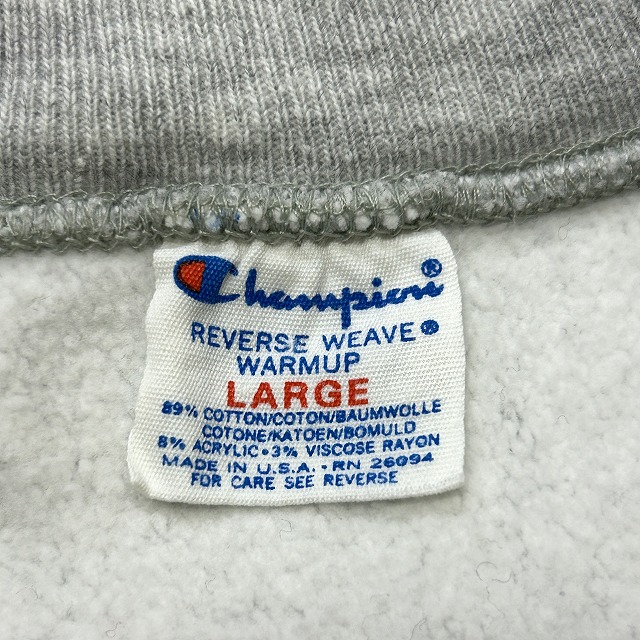 Champion®
REVERSE WEAVE®
WARMUP
LARGE
89% COTTON/COTON/BAUMWOLLE
COTONE/KATOEN/BOMULD
8% ACRYLIC • 3% VISCOSE RAYON
MADE IN U.S.A. • RN 26094
FOR CARE SEE REVERSE